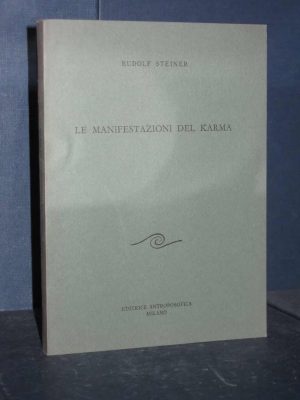 RUDOLF STEINER
LE MANIFESTAZIONI DEL KARMA
EDITRICE ANTROPOSOFICA
MILANO